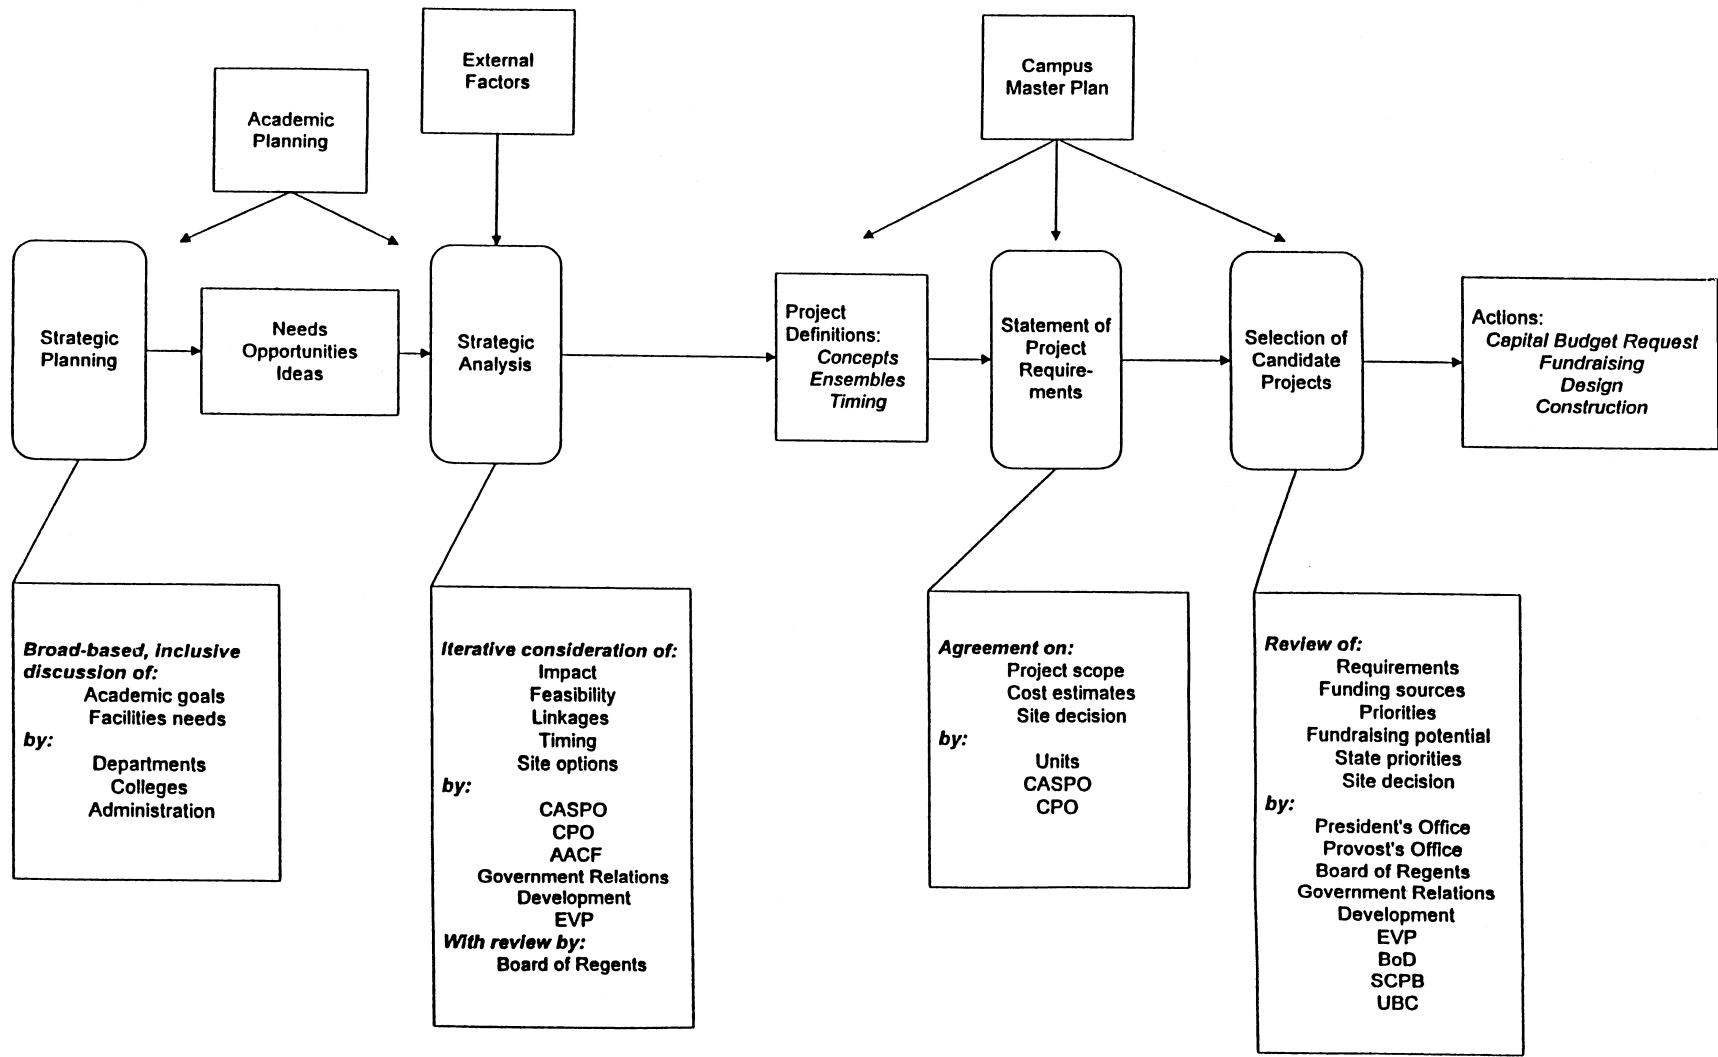 External
Factors
Campus
Master Plan
Academic
Planning
Strategic
Planning
Needs
Opportunities
Ideas
Strategic
Analysis
Project
Definitions:
Concepts
Ensembles
Timing
Statement of
Project
Require-
ments
Selection of
Candidate
Projects
Actions:
Capital Budget Request
Fundraising
Design
Construction
Broad-based, inclusive
discussion of:
Academic goals
Facilities needs
by:
Departments
Colleges
Administration
Iterative consideration of:
Impact
Feasibility
Linkages
Timing
Site options
by:
CASPO
CPO
AACF
Government Relations
Development
EVP
With review by:
Board of Regents
Agreement on:
Project scope
Cost estimates
Site decision
by:
Units
CASPO
CPO
Review of:
Requirements
Funding sources
Priorities
Fundraising potential
State priorities
Site decision
by:
President's Office
Provost's Office
Board of Regents
Government Relations
Development
EVP
BoD
SCPB
UBC